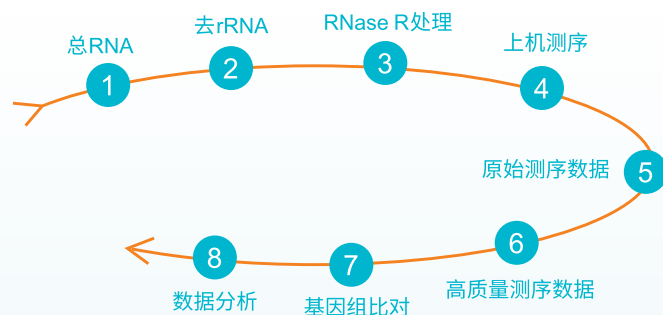 总RNA
1
去rRNA
2
RNase R处理
3
上机测序
4
原始测序数据
5
6
高质量测序数据
7
基因组比对
8
数据分析